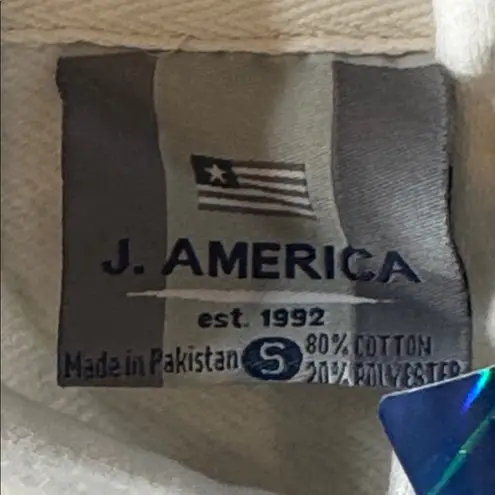 J. AMERICA
est. 1992
Made in Pakistan S 80% COTTON
20% POLYESTER